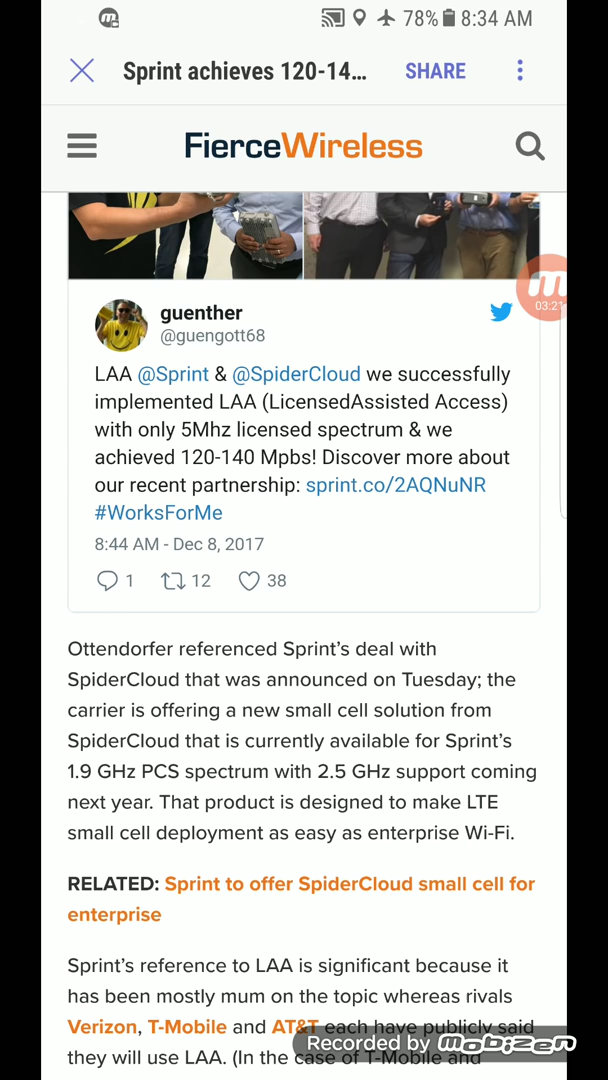 78% 8:34 AM
Sprint achieves 120-14... SHARE
FierceWireless
03:2
guenther
@guengott68
LAA @Sprint & @SpiderCloud we successfully
implemented LAA (LicensedAssisted Access)
with only 5Mhz licensed spectrum & we
achieved 120-140 Mpbs! Discover more about
our recent partnership: sprint.co/2AQNuNR
#WorksForMe
8:44 AM - Dec 8, 2017
1 12 38
Ottendorfer referenced Sprint’s deal with
SpiderCloud that was announced on Tuesday; the
carrier is offering a new small cell solution from
SpiderCloud that is currently available for Sprint’s
1.9 GHz PCS spectrum with 2.5 GHz support coming
next year. That product is designed to make LTE
small cell deployment as easy as enterprise Wi-Fi.
RELATED: Sprint to offer SpiderCloud small cell for
enterprise
Sprint’s reference to LAA is significant because it
has been mostly mum on the topic whereas rivals
Verizon, T-Mobile and AT&T each have publicly said
they will use LAA. (In the case of T-Mobile and
Recorded by mobizen